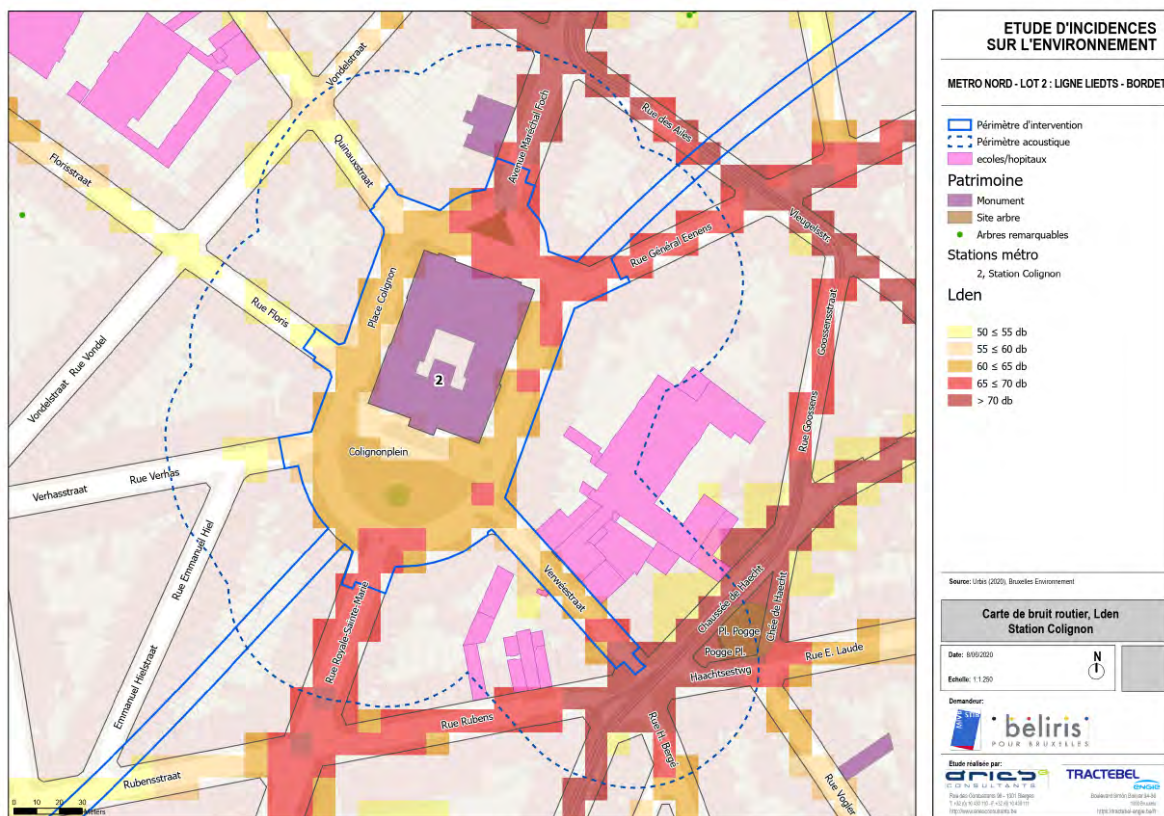 Vondelstraat
Quinauxstraat
Florisstraat
Avenue Maréchal Foch
Rue des Ailes
Vleugelsstr.
Rue Général Eenens
Place Colignon
Rue Floris
Rue Vondel
Vondelstraat
2
Colignonplein
Goossensstraat
Rue Goossens
Rue Verhas
Verhasstraat
Rue Emmanuel Hiel
Emmanuel Hielstraat
Rue Royale-Sainte-Marie
Verwéestraat
Chaussée de Haecht
Chée de Haecht
Pl. Pogge
Pogge Pl.
Haachtsestwg
Rue E. Laude
Rue Rubens
Rubensstraat
Rue H. Bergé
Rue Vogler
0 10 20 30
Meters
ETUDE D'INCIDENCES
SUR L'ENVIRONNEMENT
METRO NORD - LOT 2 : LIGNE LIEDTS - BORDET
Périmètre d'intervention
Périmètre acoustique
ecoles/hopitaux
Patrimoine
Monument
Site arbre
Arbres remarquables
Stations métro
2, Station Colignon
Lden
50 ≤ 55 db
55 ≤ 60 db
60 ≤ 65 db
65 ≤ 70 db
> 70 db
Source: Urbis (2020), Bruxelles Environnement
Carte de bruit routier, Lden
Station Colignon
Date: 8/06/2020
N
Echelle: 1:1.250
Demandeur:
beliris
POUR BRUXELLES
Etude réalisée par:
aries
CONSULTANTS
TRACTEBEL
ENGIE